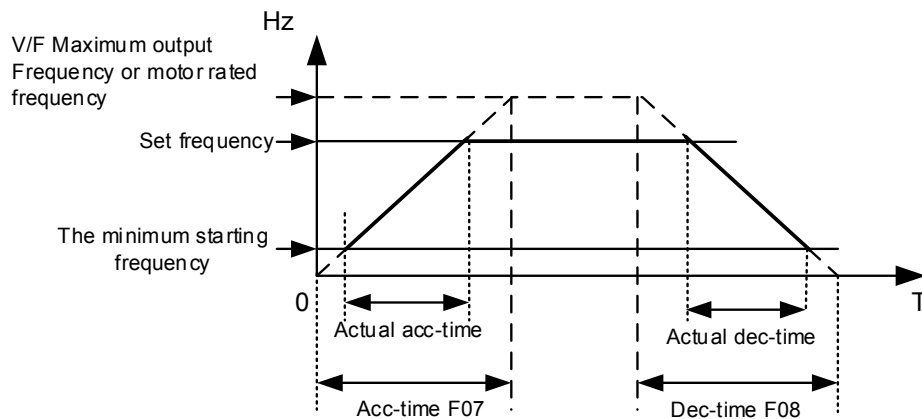 Hz
V/F Maximum output
Frequency or motor rated
frequency
Set frequency
The minimum starting
frequency
0
T
Actual acc-time
Actual dec-time
Acc-time F07
Dec-time F08